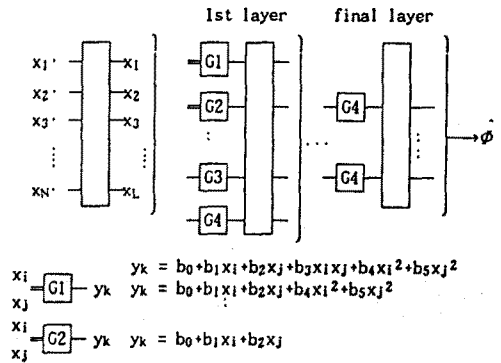 1st layer final layer
x1' x1 G1
x2' x2 G2 G4
x3' x3
φ̂
G3 G4
xN' xL G4
yk = b0+b1xi+b2xj+b3xixj+b4xi²+b5xj²
xi
G1 yk yk = b0+b1xi+b2xj+b4xi²+b5xj²
xj
xi
G2 yk yk = b0+b1xi+b2xj
xj